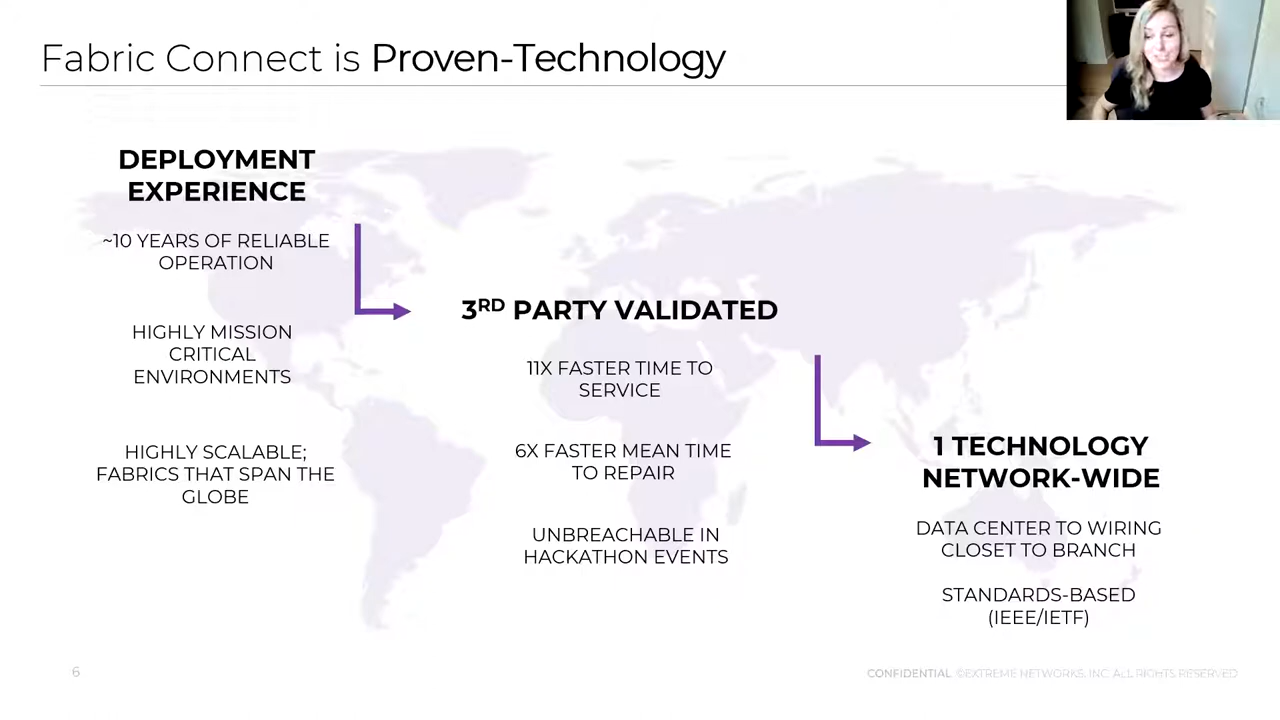 Fabric Connect is Proven-Technology
DEPLOYMENT
EXPERIENCE
~10 YEARS OF RELIABLE
OPERATION
HIGHLY MISSION
CRITICAL
ENVIRONMENTS
HIGHLY SCALABLE;
FABRICS THAT SPAN THE
GLOBE
3RD PARTY VALIDATED
11X FASTER TIME TO
SERVICE
6X FASTER MEAN TIME
TO REPAIR
UNBREACHABLE IN
HACKATHON EVENTS
1 TECHNOLOGY
NETWORK-WIDE
DATA CENTER TO WIRING
CLOSET TO BRANCH
STANDARDS-BASED
(IEEE/IETF)
6
CONFIDENTIAL ©EXTREME NETWORKS, INC. ALL RIGHTS RESERVED